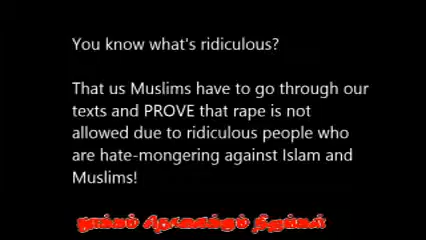 You know what's ridiculous?
That us Muslims have to go through our
texts and PROVE that rape is not
allowed due to ridiculous people who
are hate-mongering against Islam and
Muslims!